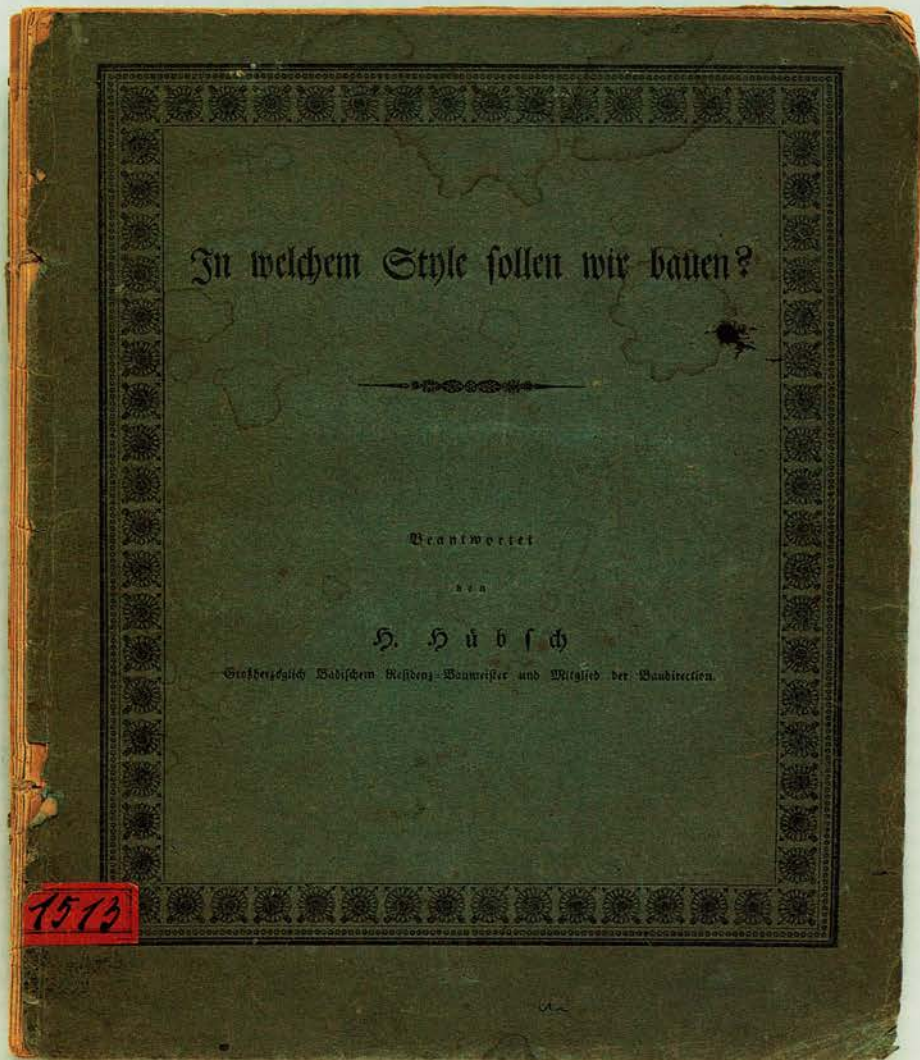 In welchem Style sollen wir bauen?
Beantwortet
von
H. Hübsch
Großherzoglich Badischem Residenz-Baumeister und Mitglied der Baudirection.
1513